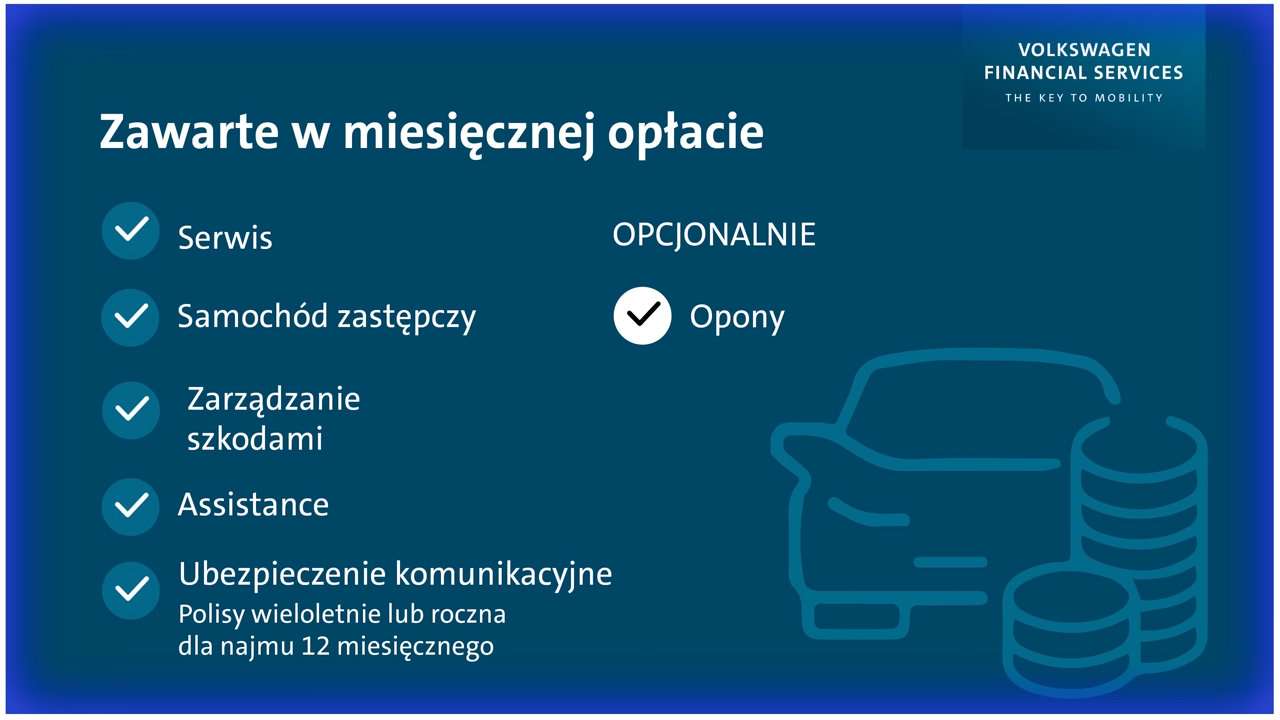 VOLKSWAGEN
FINANCIAL SERVICES
THE KEY TO MOBILITY
Zawarte w miesięcznej opłacie
Serwis
Samochód zastępczy
Zarządzanie
szkodami
Assistance
Ubezpieczenie komunikacyjne
Polisy wieloletnie lub roczna
dla najmu 12 miesięcznego
OPCJONALNIE
Opony